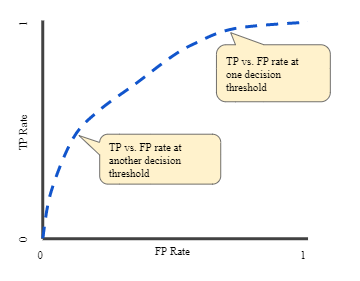 1
TP vs. FP rate at
one decision
threshold
TP Rate
TP vs. FP rate at
another decision
threshold
0
0
FP Rate
1